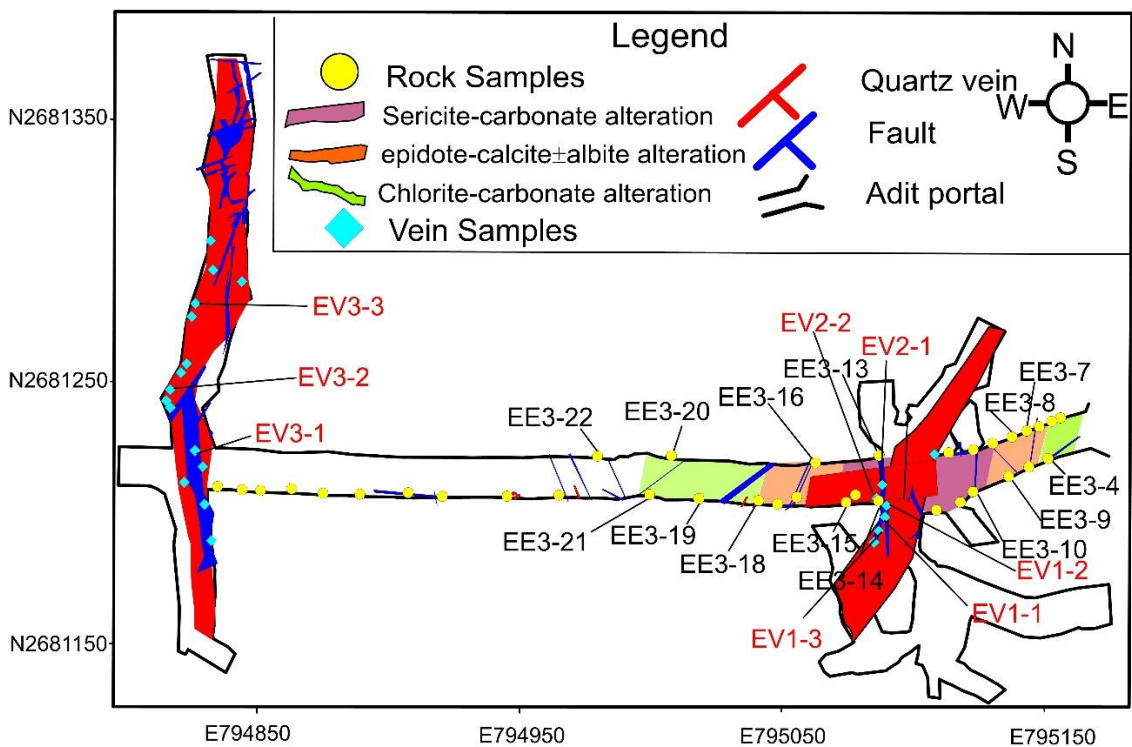 Legend
N
Rock Samples
Quartz vein
W
E
N2681350
Sericite-carbonate alteration
Fault
S
epidote-calcite±albite alteration
Chlorite-carbonate alteration
Adit portal
Vein Samples
EV3-3
EV2-2
EV2-1
EE3-13
EE3-7
N2681250
EV3-2
EE3-16
EE3-8
EE3-22
EE3-20
EV3-1
EE3-4
EE3-9
EE3-21
EE3-19
EE3-18
EE3-15
EE3-10
EE3-14
EV1-2
EV1-1
EV1-3
N2681150
E794850
E794950
E795050
E795150